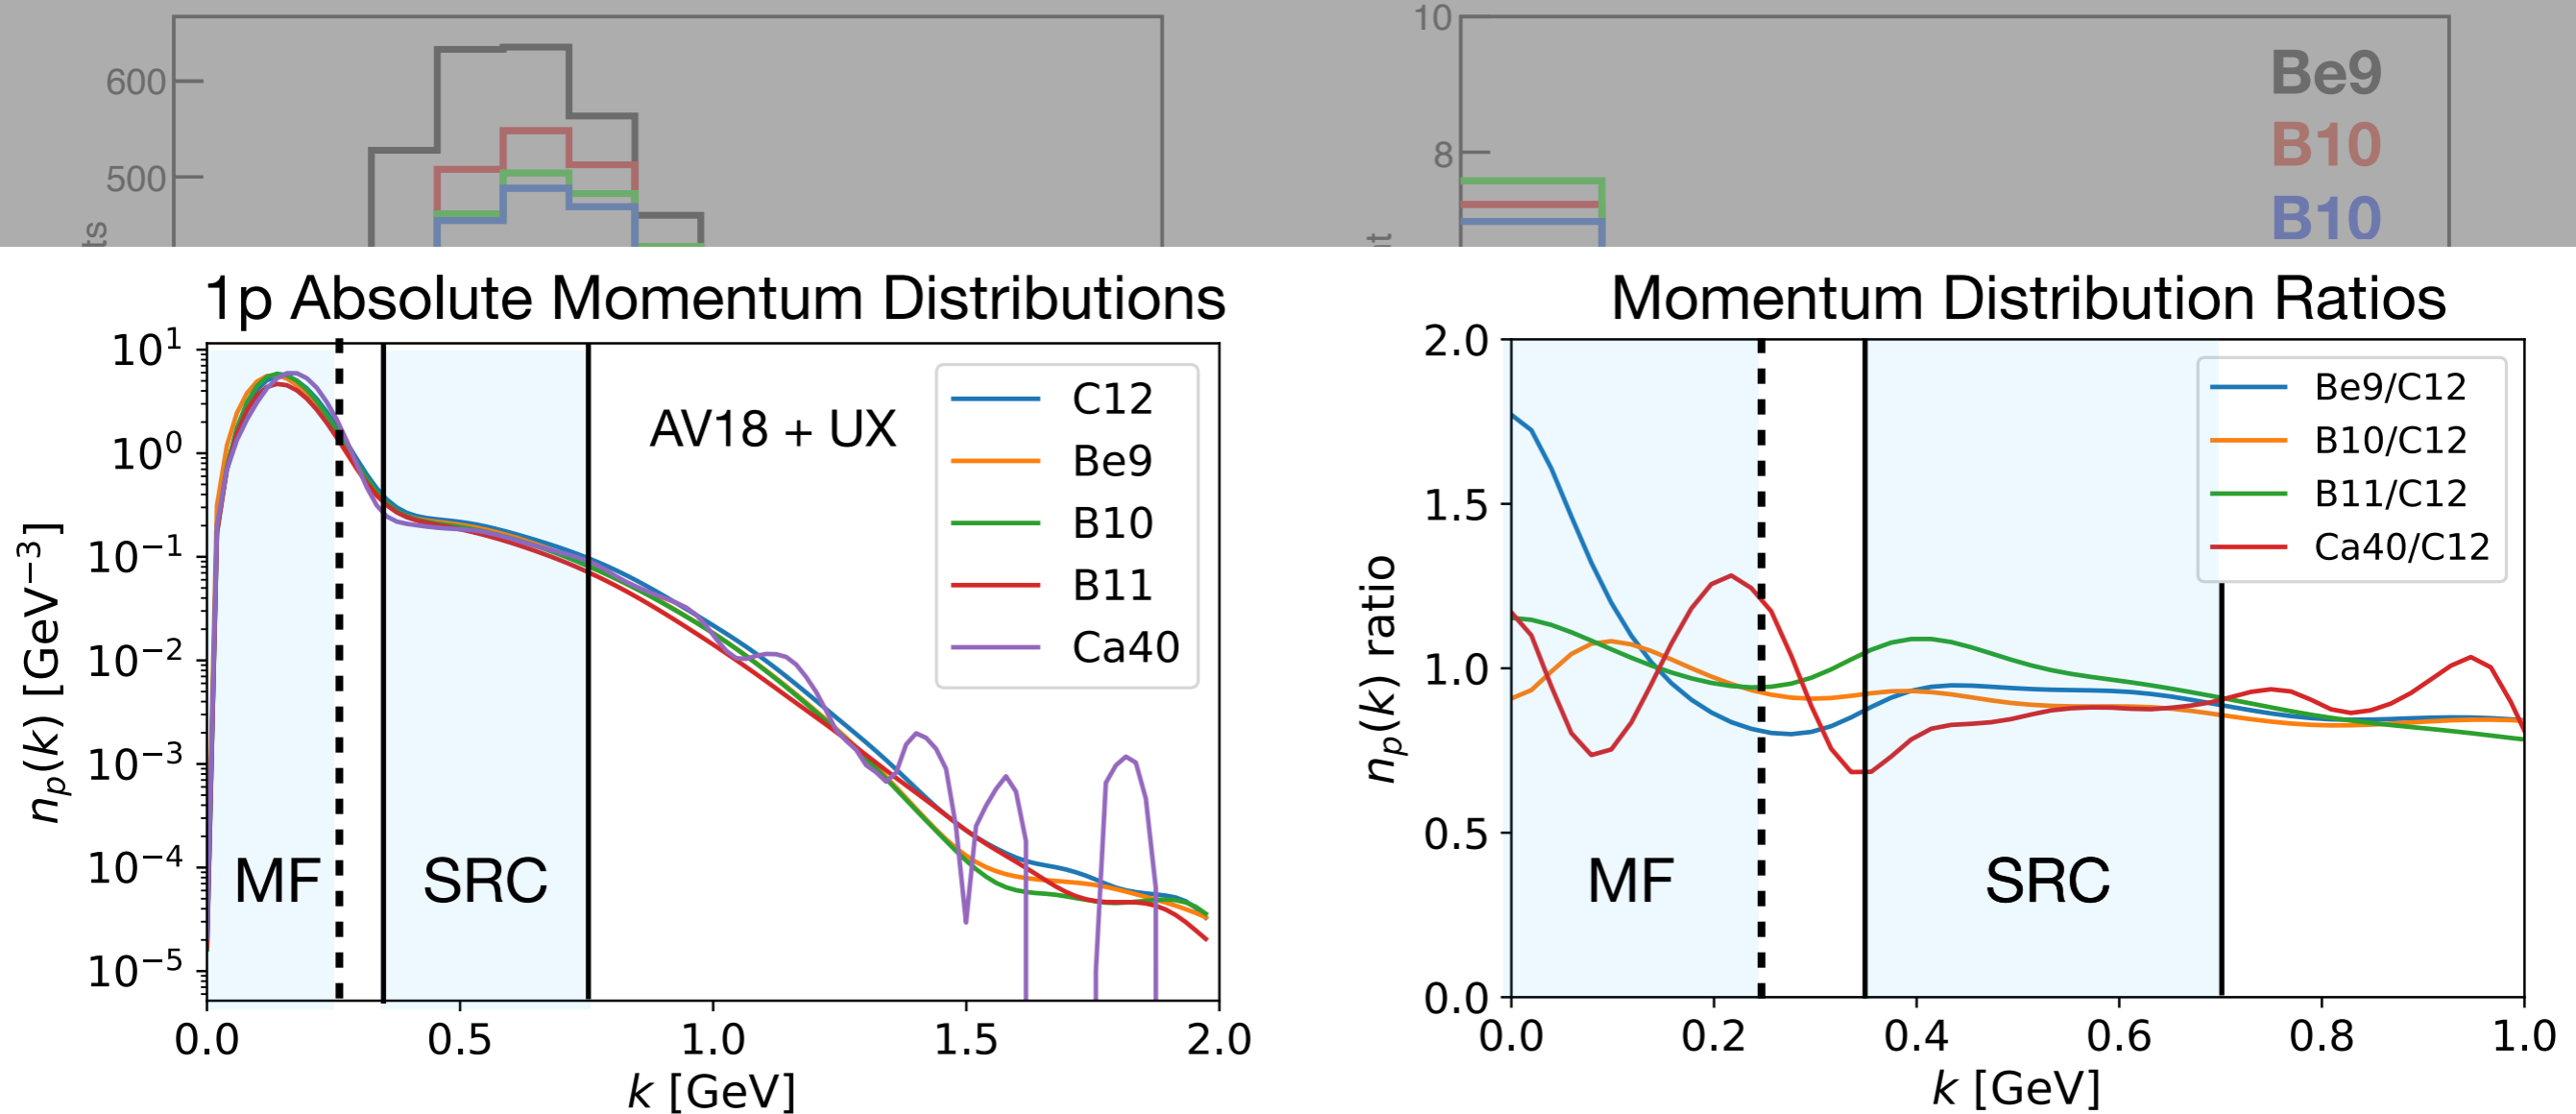 600
500
ts
10
8
nt
Be9
B10
B10
1p Absolute Momentum Distributions
10¹
10⁰
10⁻¹
10⁻²
10⁻³
10⁻⁴
10⁻⁵
n_p(k) [GeV⁻³]
AV18 + UX
C12
Be9
B10
B11
Ca40
MF
SRC
0.0 0.5 1.0 1.5 2.0
k [GeV]
Momentum Distribution Ratios
2.0
1.5
1.0
0.5
0.0
n_p(k) ratio
Be9/C12
B10/C12
B11/C12
Ca40/C12
MF
SRC
0.0 0.2 0.4 0.6 0.8 1.0
k [GeV]